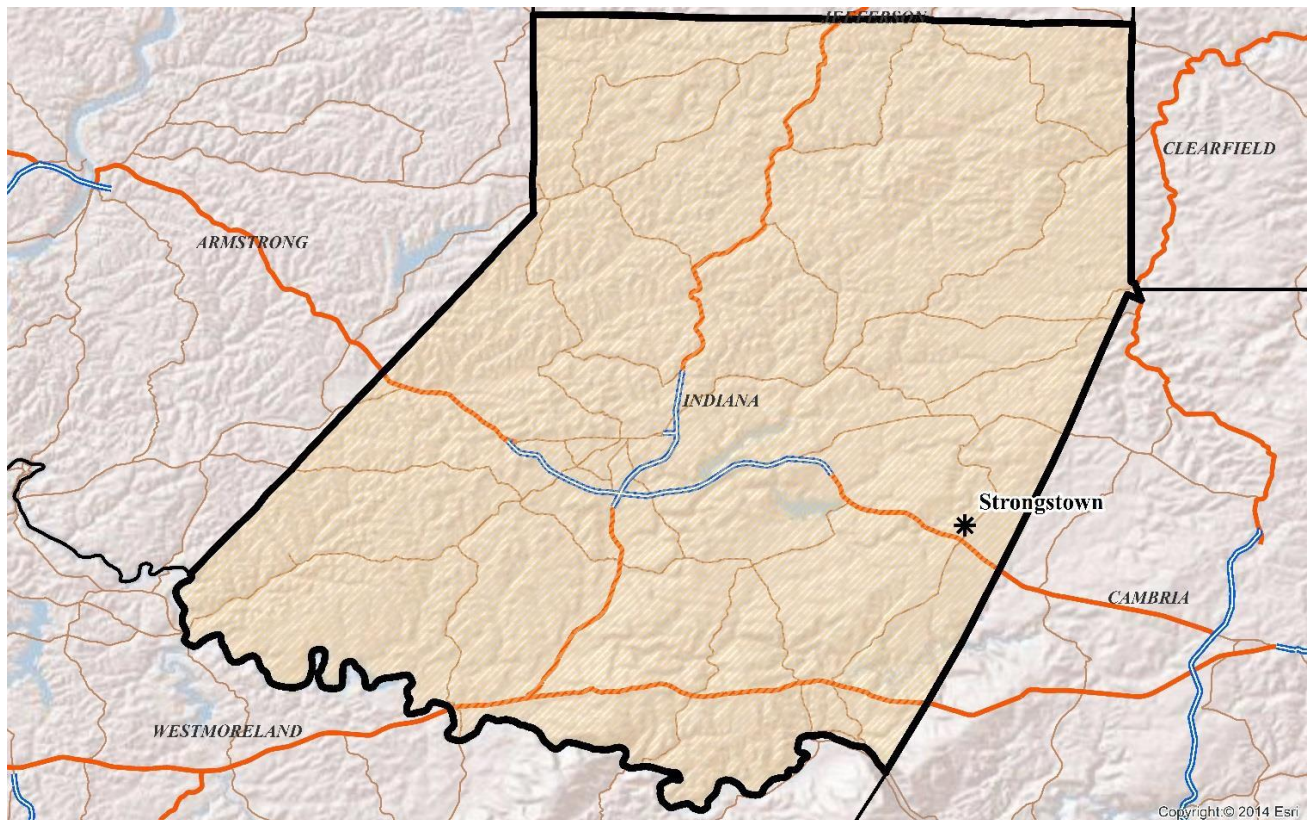 JEFFERSON
CLEARFIELD
ARMSTRONG
INDIANA
Strongstown
CAMBRIA
WESTMORELAND
Copyright:© 2014 Esri